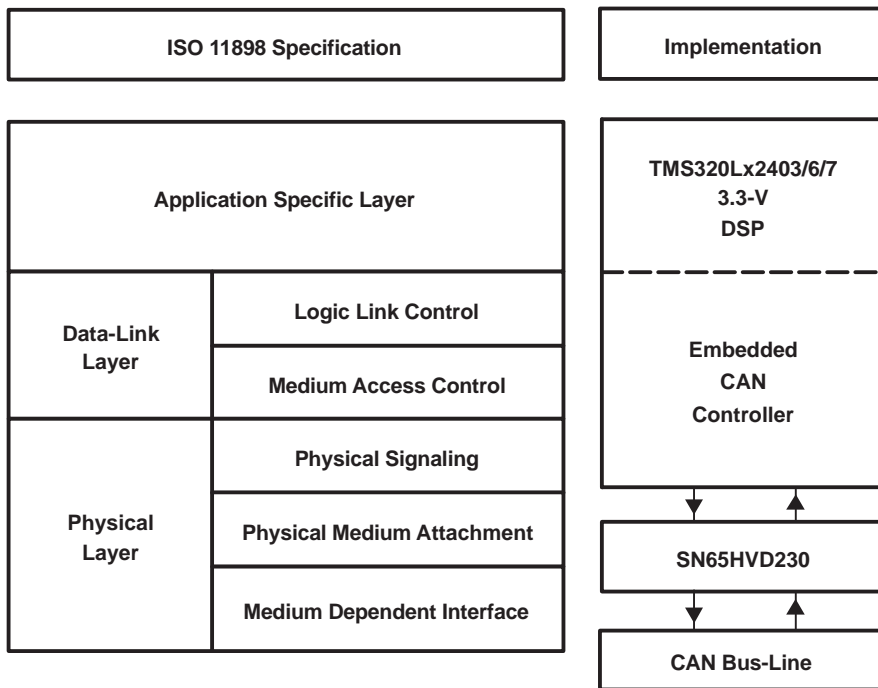 ISO 11898 Specification
Implementation
Application Specific Layer
TMS320Lx2403/6/7
3.3-V
DSP
Data-Link
Layer
Logic Link Control
Medium Access Control
Embedded
CAN
Controller
Physical
Layer
Physical Signaling
Physical Medium Attachment
Medium Dependent Interface
SN65HVD230
CAN Bus-Line